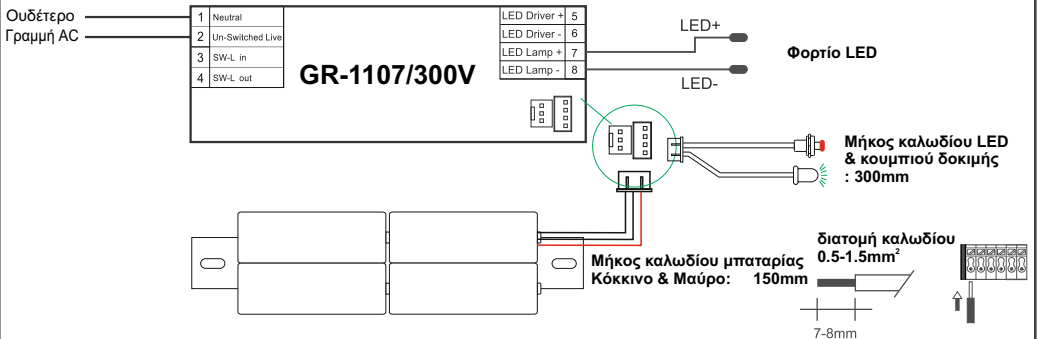 Ουδέτερο
Γραμμή AC
1 Neutral
2 Un-Switched Live
3 SW-L in
4 SW-L out
GR-1107/300V
LED Driver + 5
LED Driver - 6
LED Lamp + 7
LED Lamp - 8
LED+
LED-
Φορτίο LED
Μήκος καλωδίου LED
& κουμπιού δοκιμής
: 300mm
Μήκος καλωδίου μπαταρίας
Κόκκινο & Μαύρο: 150mm
διατομή καλωδίου
0.5-1.5mm²
7-8mm